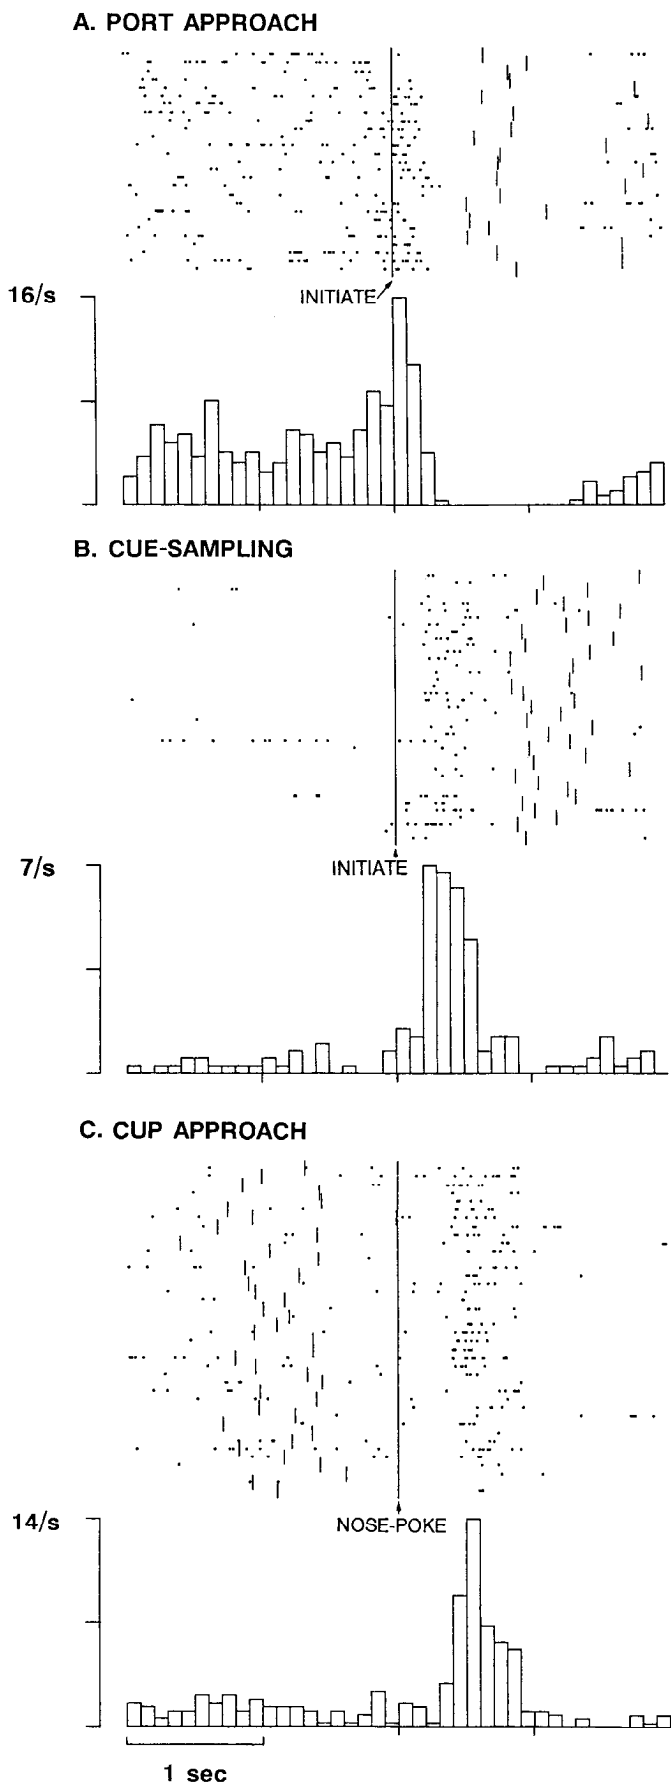 A. PORT APPROACH
INITIATE
16/s
B. CUE-SAMPLING
INITIATE
7/s
C. CUP APPROACH
NOSE-POKE
14/s
1 sec